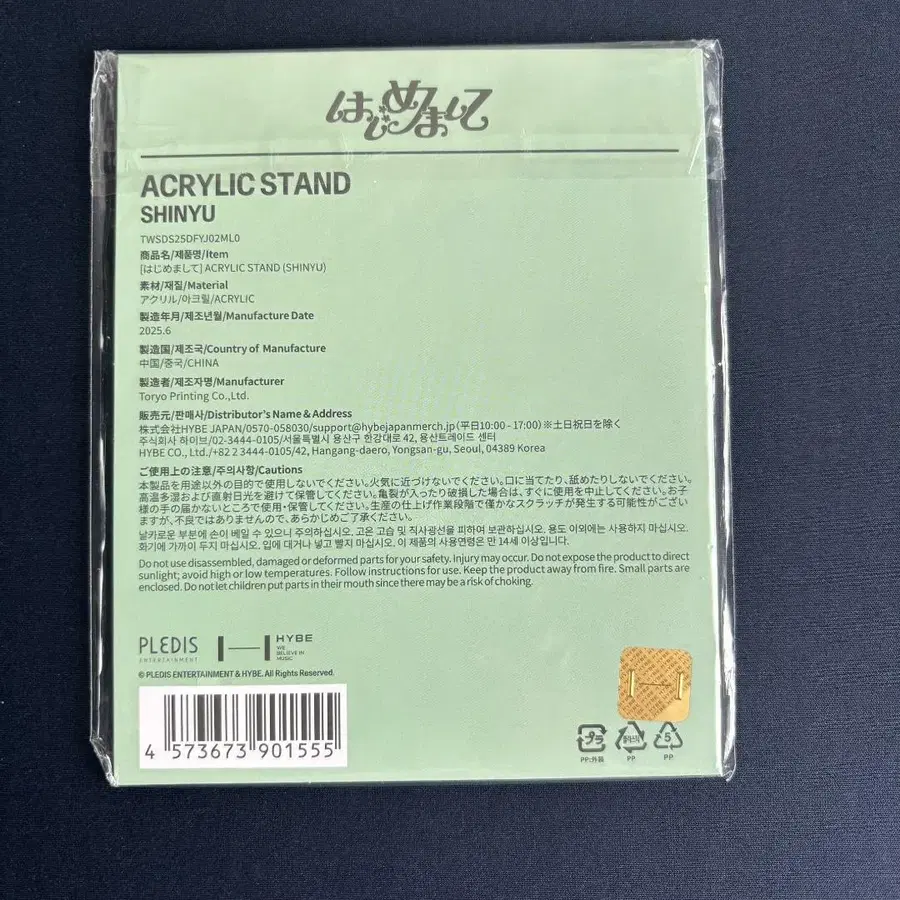 はじめまして
ACRYLIC STAND
SHINYU
TWSDS25DFYJ02ML0
商品名/제품명/Item
[はじめまして] ACRYLIC STAND (SHINYU)
素材/재질/Material
アクリル/아크릴/ACRYLIC
製造年月/제조년월/Manufacture Date
2025.6
製造国/제조국/Country of Manufacture
中国/중국/CHINA
製造者/제조자명/Manufacturer
Toryo Printing Co.,Ltd.
販売元/판매사/Distributor's Name & Address
株式会社HYBE JAPAN/0570-058030/support@hybejapanmerch.jp(平日10:00 - 17:00) ※土日祝日を除く
주식회사 하이브/02-3444-0105/서울특별시 용산구 한강대로 42, 용산트레이드 센터
HYBE CO., Ltd./+82 2 3444-0105/42, Hangang-daero, Yongsan-gu, Seoul, 04389 Korea
ご使用上の注意/주의사항/Cautions
本製品を用途以外の目的で使用しないでください。火気に近づけないでください。口に当てたり、舐めたりしないでください。
高温多湿および直射日光を避けて保管してください。亀裂が入ったり破損した場合は、すぐに使用を中止してください。お子
様の手の届かないところで使用・保管してください。生産の仕上げ作業段階で僅かなスクラッチが発生する可能性がござい
ますが、不良ではありませんので、あらかじめご了承ください。
날카로운 부분에 손이 베일 수 있으니 주의하십시오. 고온 고습 및 직사광선을 피하여 보관하십시오. 용도 이외에는 사용하지 마십시오.
화기에 가까이 두지 마십시오. 입에 대거나 넣고 빨지 마십시오. 이 제품의 사용연령은 만 14세 이상입니다.
Do not use disassembled, damaged or deformed parts for your safety. Injury may occur. Do not expose the product to direct
sunlight; avoid high or low temperatures. Follow instructions for use. Keep the product away from fire. Small parts are
enclosed. Do not let children put parts in their mouth since there may be a risk of choking.
PLEDIS
ENTERTAINMENT
HYBE
WE
BELIEVE IN
MUSIC
© PLEDIS ENTERTAINMENT & HYBE. All Rights Reserved.
4 573673 901555
プラ
PP:外装
PP
5
PP